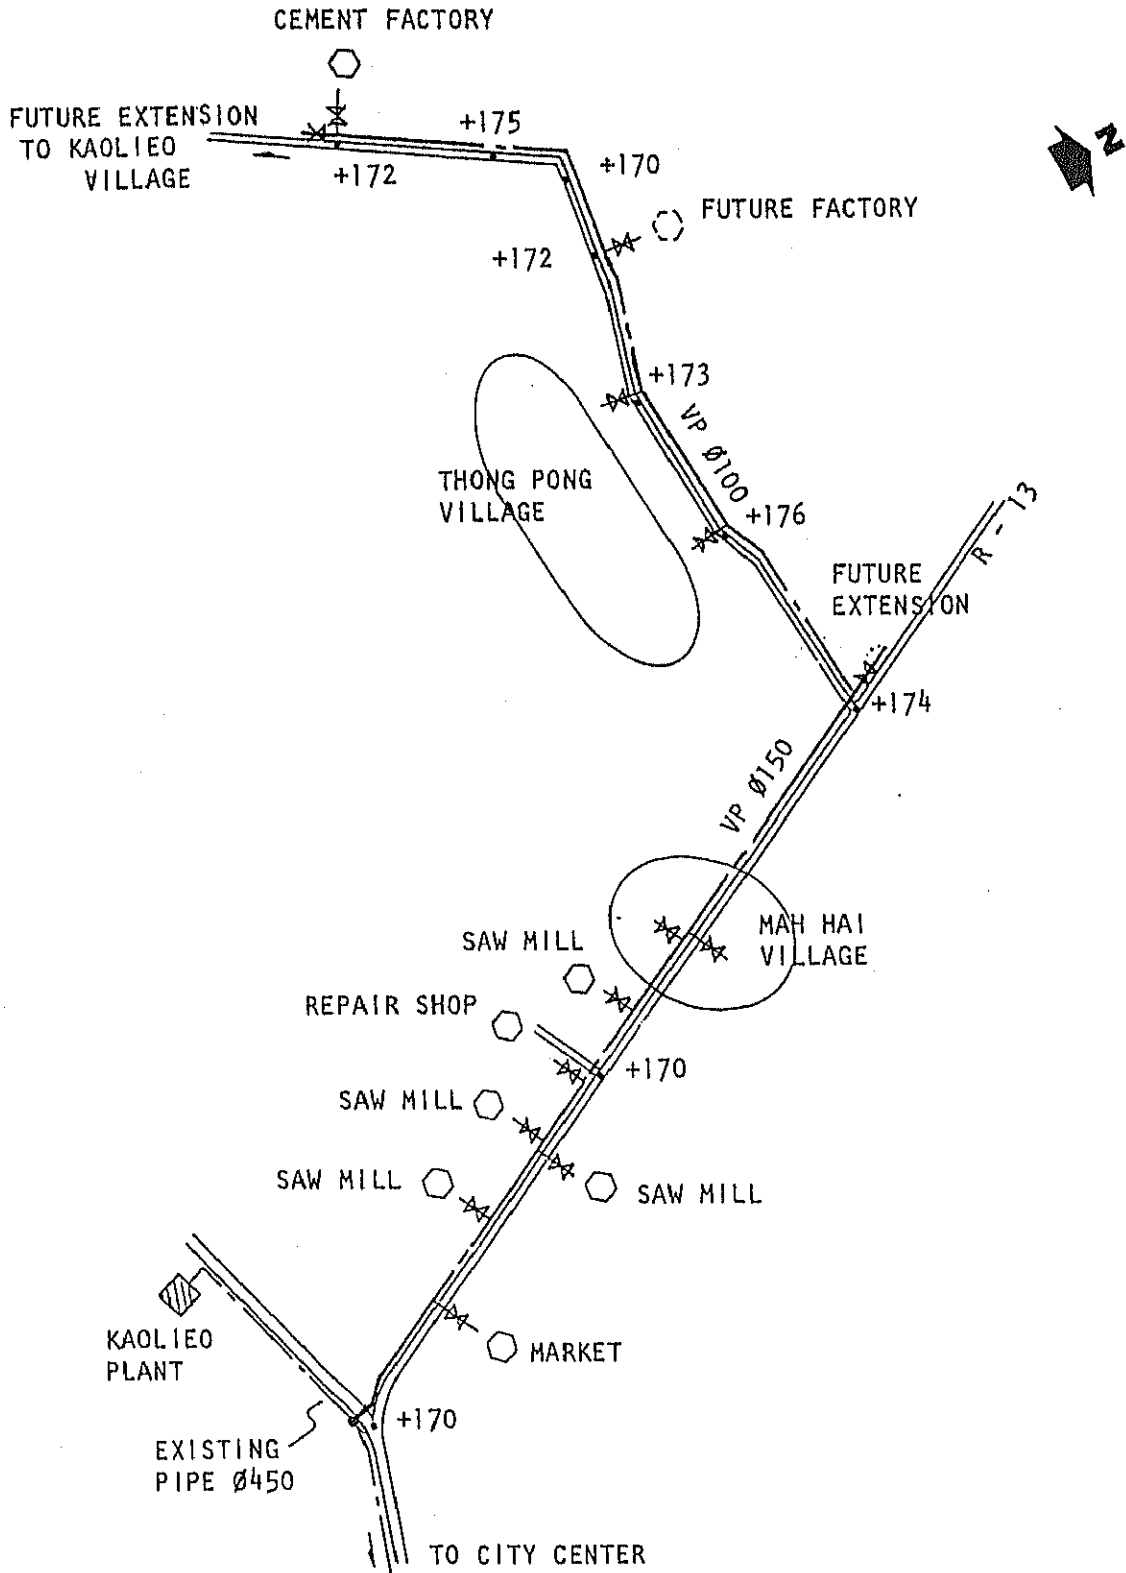 CEMENT FACTORY
FUTURE EXTENSION
TO KAOLIEO
VILLAGE
+175
+172
+170
N
FUTURE FACTORY
+172
+173
VP Ø100
THONG PONG
VILLAGE
+176
R - 13
FUTURE
EXTENSION
+174
VP Ø150
MAH HAI
VILLAGE
SAW MILL
REPAIR SHOP
+170
SAW MILL
SAW MILL
SAW MILL
KAOLIEO
PLANT
MARKET
+170
EXISTING
PIPE Ø450
TO CITY CENTER